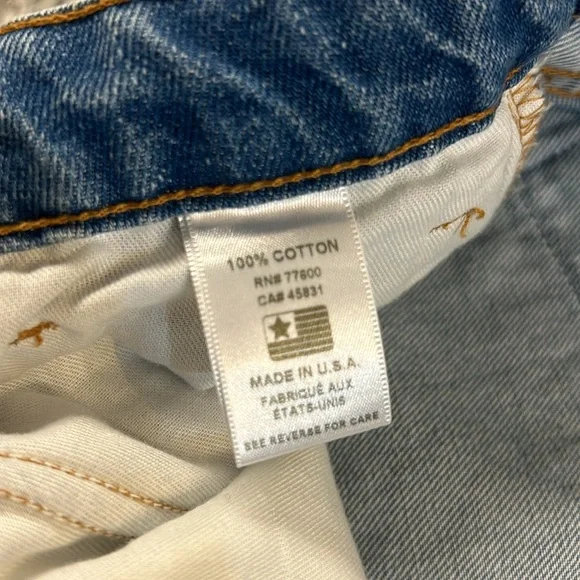 100% COTTON
RN# 77600
CA# 45831
MADE IN U.S.A.
FABRIQUÉ AUX
ÉTATS-UNIS
SEE REVERSE FOR CARE